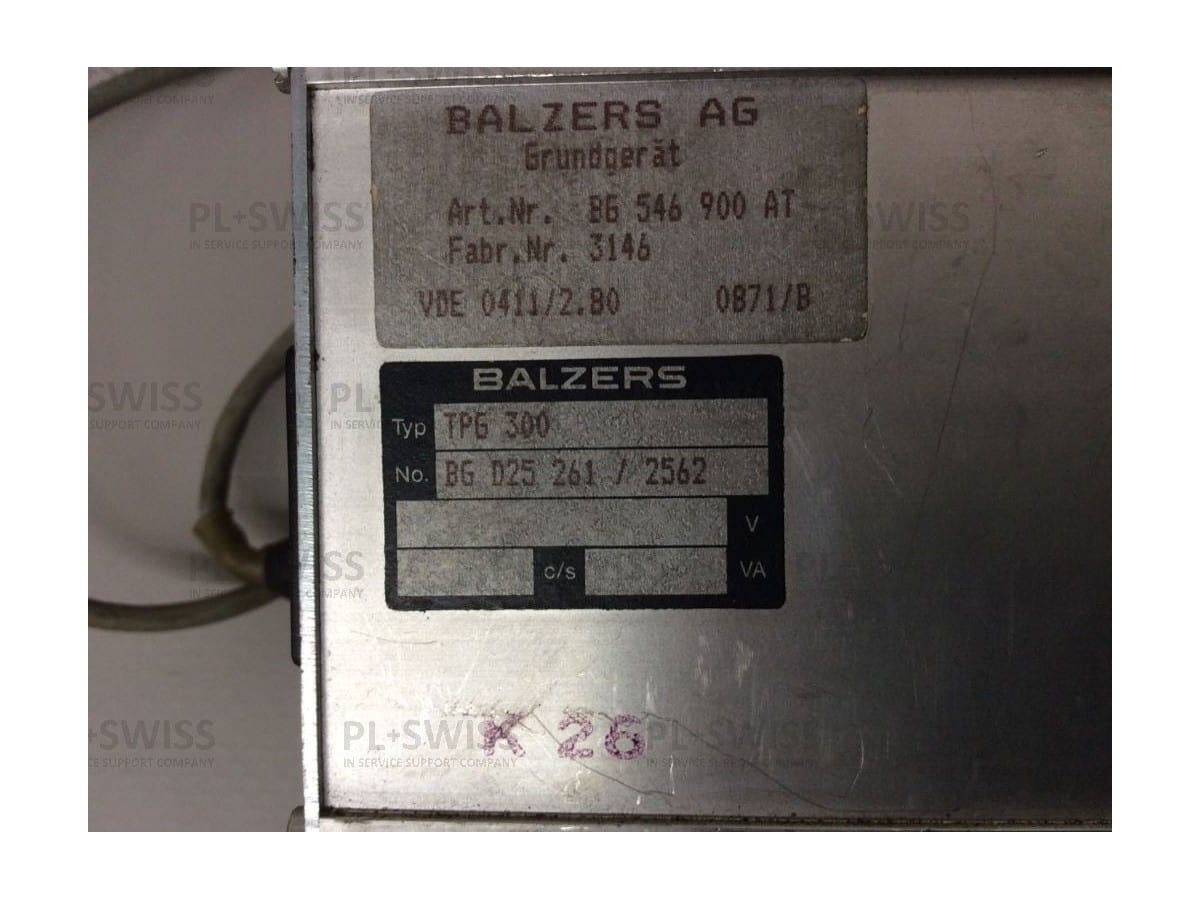 BALZERS AG
Grundgerät
Art.Nr. BG 546 900 AT
Fabr.Nr. 3146
VDE 0411/2.80 0871/B
BALZERS
Typ TPG 300
No. BG D25 261 / 2562
V
c/s VA
K 26
PL+SWISS
IN SERVICE SUPPORT COMPANY